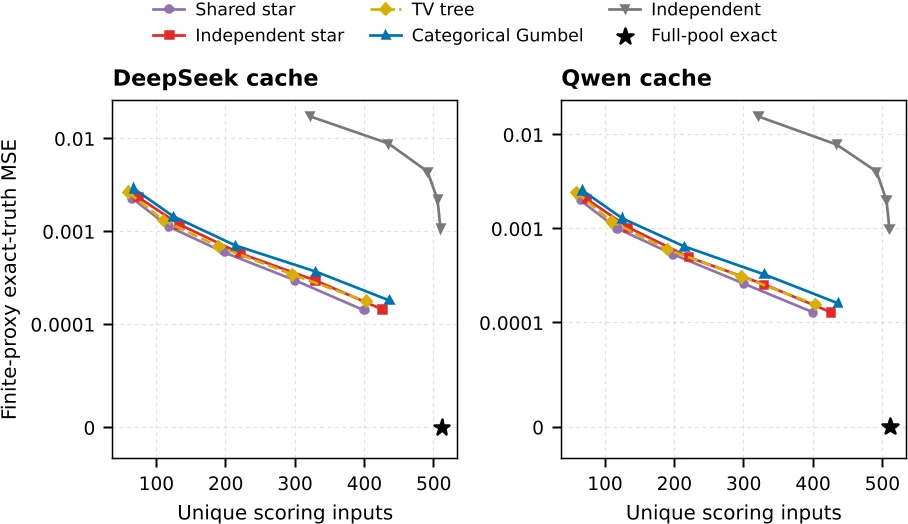 Shared star TV tree Independent
Independent star Categorical Gumbel Full-pool exact
DeepSeek cache Qwen cache
Finite-proxy exact-truth MSE
0.01
0.001
0.0001
0
100 200 300 400 500
Unique scoring inputs
0.01
0.001
0.0001
0
100 200 300 400 500
Unique scoring inputs